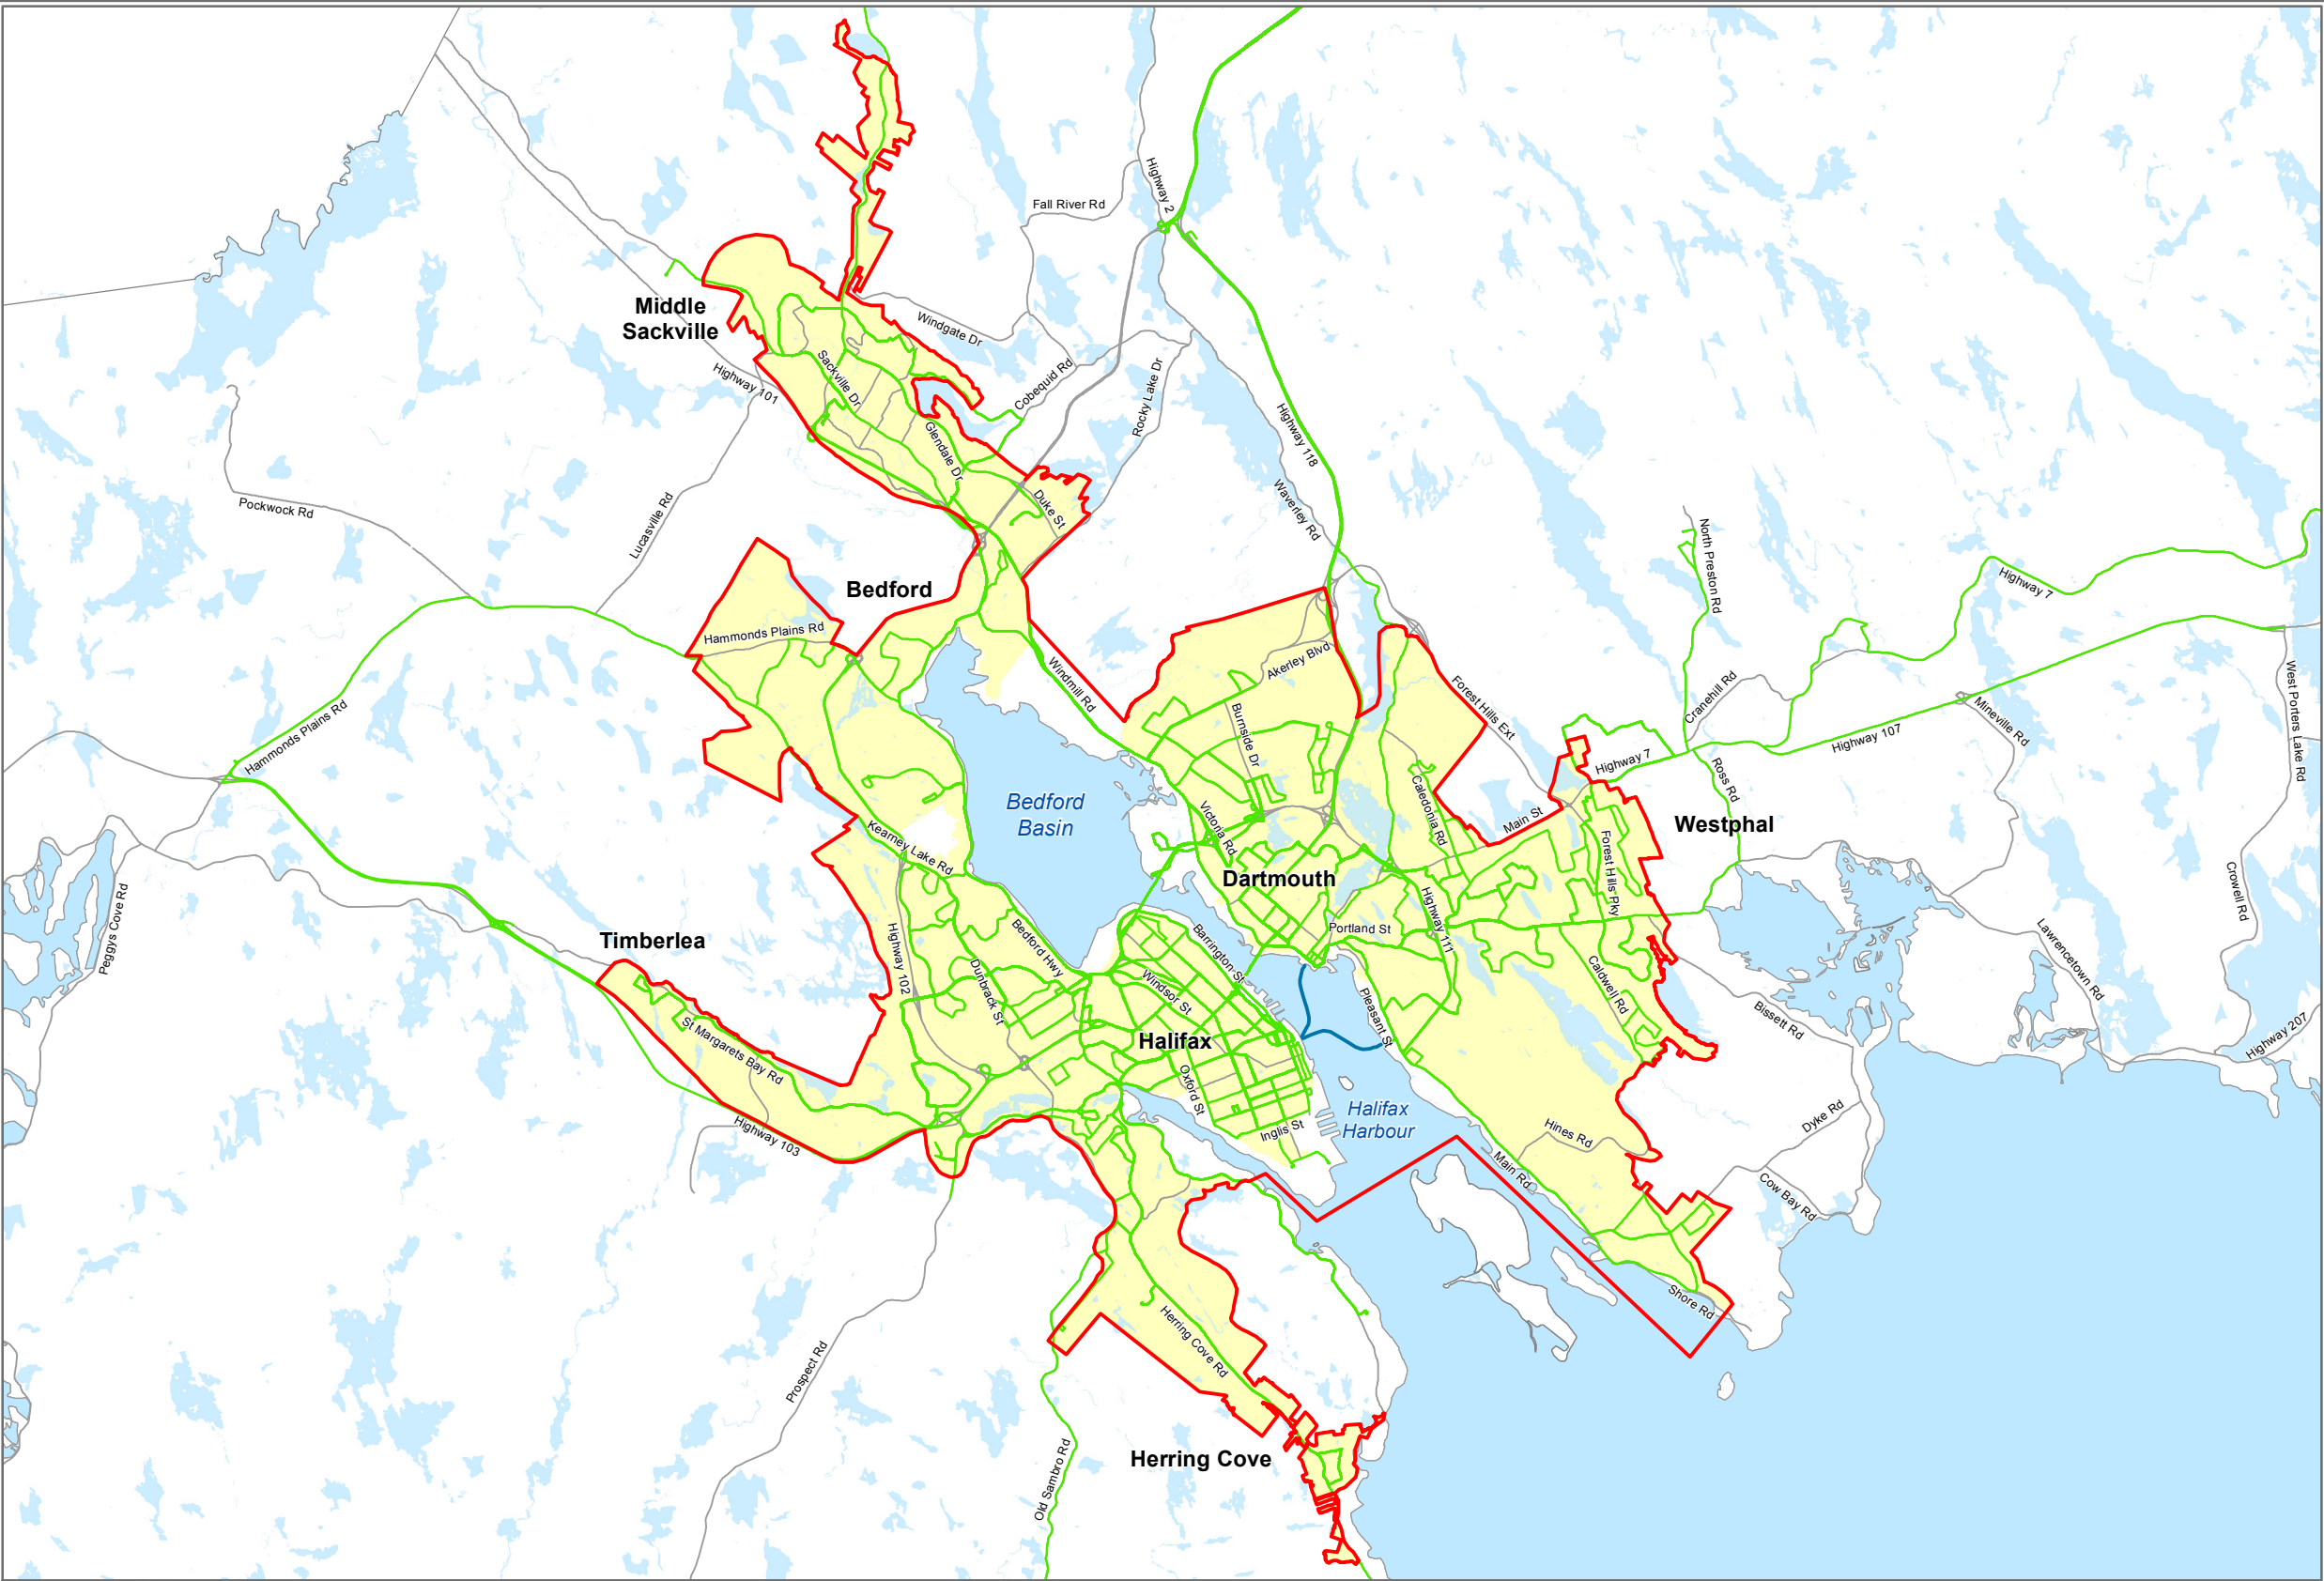 Highway 2
Fall River Rd
Middle
Sackville
Windgate Dr
Highway 101
Sackville Dr
Cobequid Rd
Rocky Lake Dr
Highway 118
Glendale Dr
Duke St
Pockwock Rd
Lucasville Rd
Waverley Rd
North Preston Rd
Highway 7
Bedford
Hammonds Plains Rd
Akerley Blvd
Windmill Rd
Forest Hills Ext
Cranehill Rd
West Porters Lake Rd
Hammonds Plains Rd
Burnside Dr
Highway 107
Mineville Rd
Highway 7
Ross Rd
Bedford
Basin
Victoria Rd
Caledonia Rd
Main St
Westphal
Kearney Lake Rd
Dartmouth
Forest Hills Pky
Crowell Rd
Peggys Cove Rd
Timberlea
Highway 102
Bedford Hwy
Barrington St
Portland St
Highway 111
Lawrencetown Rd
Dunbrack St
Windsor St
Caldwell Rd
Pleasant St
Bissett Rd
Highway 207
St Margarets Bay Rd
Halifax
Oxford St
Halifax
Harbour
Highway 103
Inglis St
Hines Rd
Dyke Rd
Main Rd
Cow Bay Rd
Shore Rd
Prospect Rd
Herring Cove Rd
Herring Cove
Old Sambro Rd